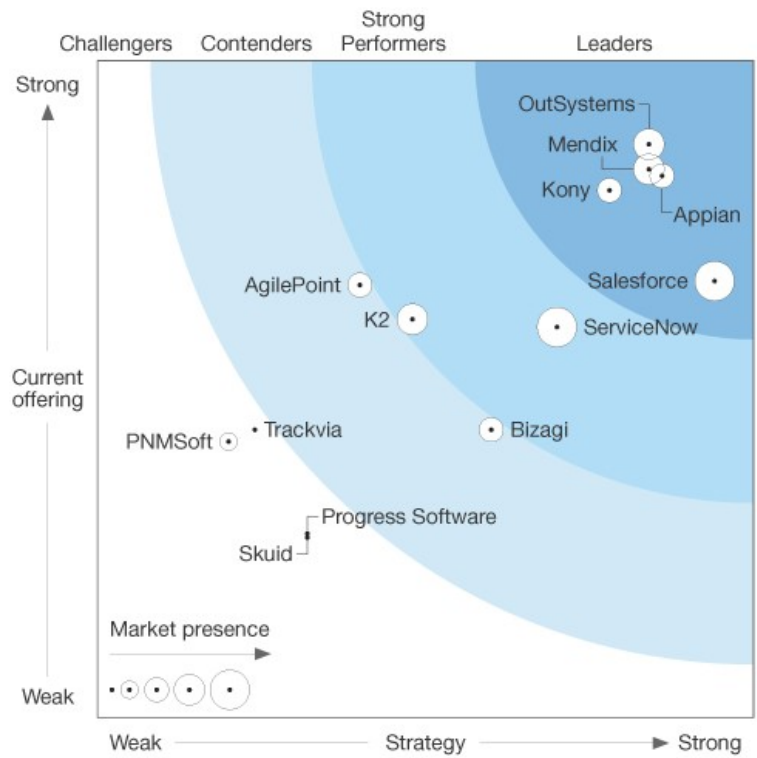 Strong
Challengers Contenders Performers Leaders
Strong
OutSystems
Mendix
Kony
Appian
Salesforce
AgilePoint
K2
ServiceNow
Current
offering
Trackvia
PNMSoft
Bizagi
Progress Software
Skuid
Market presence
Weak
Weak Strategy Strong